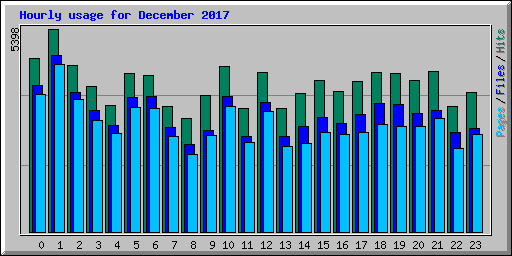 Hourly usage for December 2017
5398
Pages / Files / Hits
0 1 2 3 4 5 6 7 8 9 10 11 12 13 14 15 16 17 18 19 20 21 22 23